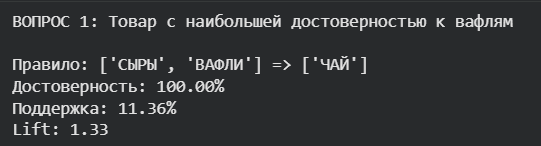 ВОПРОС 1: Товар с наибольшей достоверностью к вафлям
Правило: ['СЫРЫ', 'ВАФЛИ'] => ['ЧАЙ']
Достоверность: 100.00%
Поддержка: 11.36%
Lift: 1.33